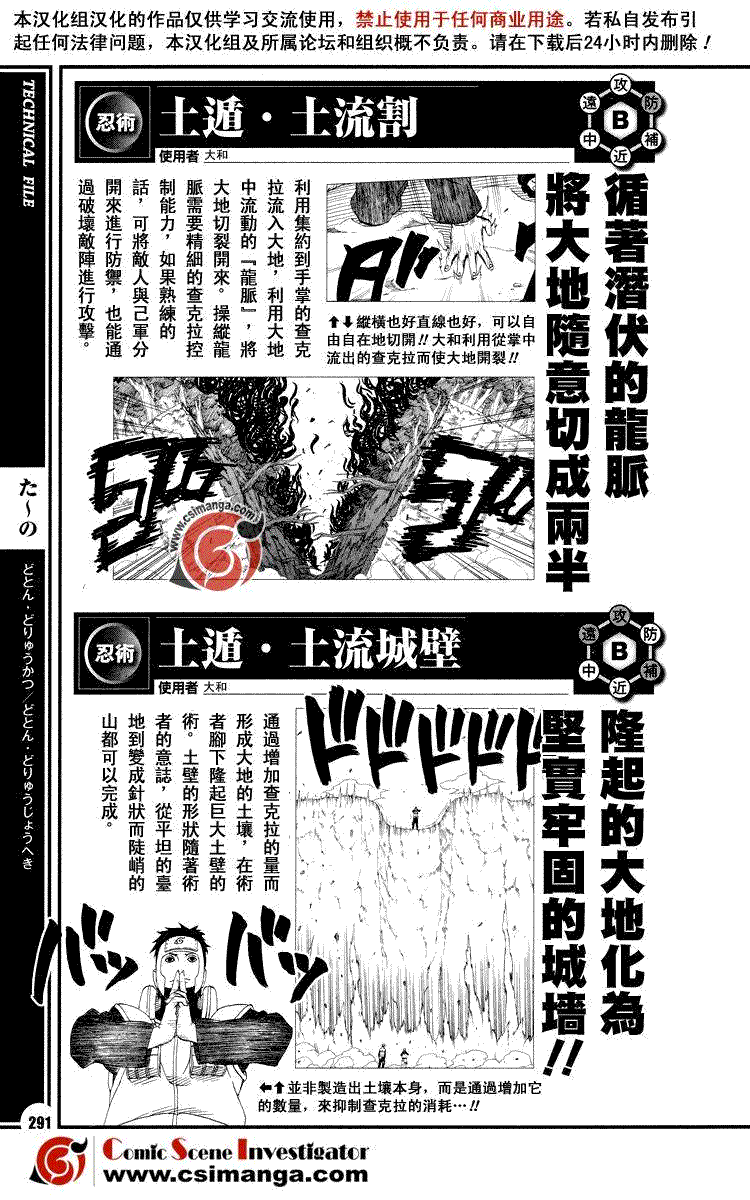 本汉化组汉化的作品仅供学习交流使用，禁止使用于任何商业用途。若私自发布引
起任何法律问题，本汉化组及所属论坛和组织概不负责。请在下载后24小时内删除！
TECHNICAL FILE
た～の
どとん・どりゅうかつ／どとん・どりゅうじょうへき
忍術
土遁・土流割
使用者 大和
攻
防
補
近
中
遠
B
循著潛伏的龍脈
將大地隨意切成兩半
利用集約到手掌的查克
拉流入大地，利用大地
中流動的『龍脈』，將
大地切裂開來。操縱龍
脈需要精細的查克拉控
制能力，如果熟練的
話，可將敵人與己軍分
開來進行防禦，也能通
過破壞敵陣進行攻擊。
⬆⬇縱橫也好直線也好，可以自
由自在地切開!!大和利用從掌中
流出的查克拉而使大地開裂!!
ゴゴ
www.csimanga.com
忍術
土遁・土流城壁
使用者 大和
攻
防
補
近
中
遠
B
隆起的大地化為
堅實牢固的城墙!!
通過增加查克拉的量而
形成大地的土壤，在術
者腳下隆起巨大土壁的
術。土壁的形狀隨著術
者的意誌，從平坦的臺
地到變成針狀而陡峭的
山都可以完成。
ドドドドド
バッ
バッ
⬅⬆並非製造出土壤本身，而是通過增加它
的數量，來抑制查克拉的消耗…!!
291
Comic Scene Investigator
www.csimanga.com